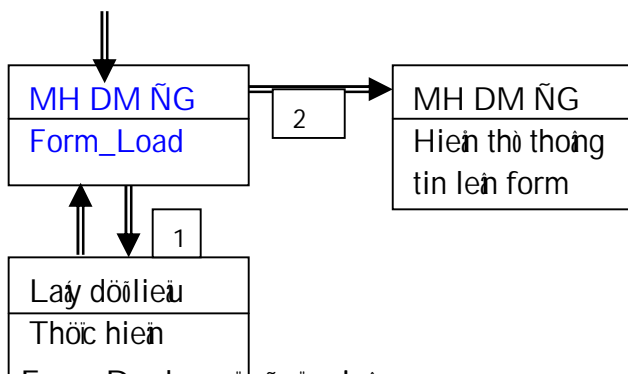 MH DM ÑG
Form_Load
2
MH DM ÑG
Hieån thò thoâng
tin leân form
1
Laáy döõ lieäu
Thöïc hieän